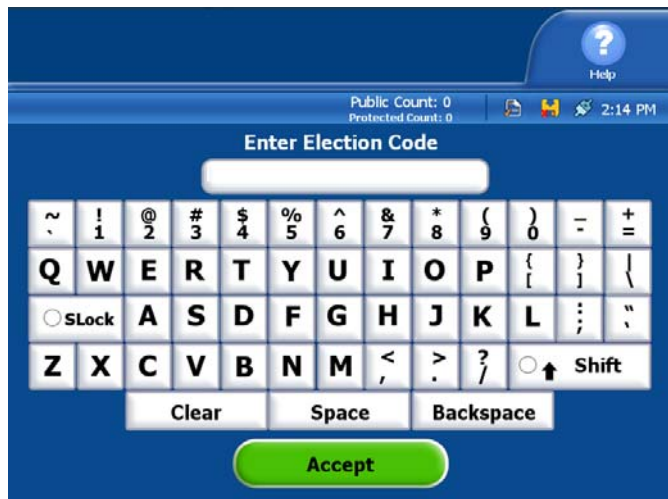 ?
Help
Public Count: 0
Protected Count: 0
2:14 PM
Enter Election Code
~ ! @ # $ % ^ & * ( ) _ +
` 1 2 3 4 5 6 7 8 9 0 - =
Q W E R T Y U I O P { } |
[ ] \
SLock A S D F G H J K L : "
; '
Z X C V B N M < > ? Shift
, . /
Clear Space Backspace
Accept